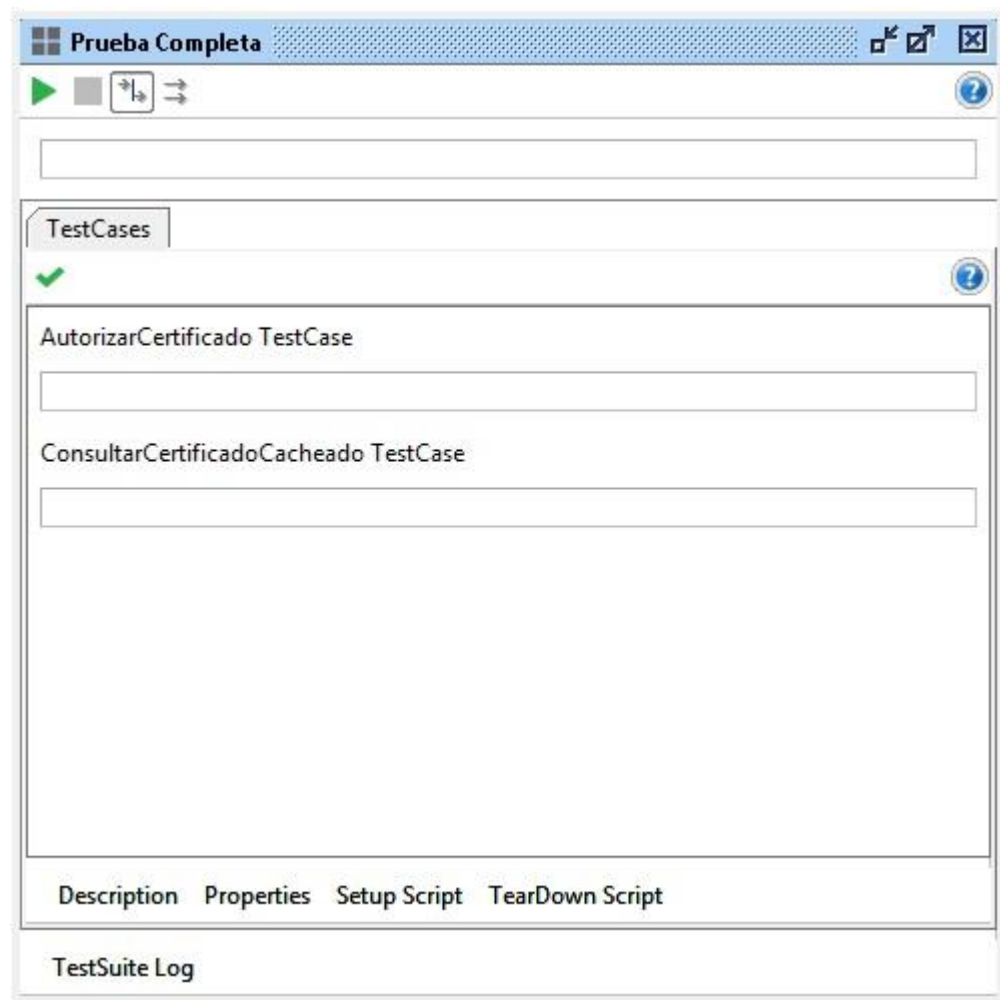 Prueba Completa
TestCases
AutorizarCertificado TestCase
ConsultarCertificadoCacheado TestCase
Description Properties Setup Script TearDown Script
TestSuite Log